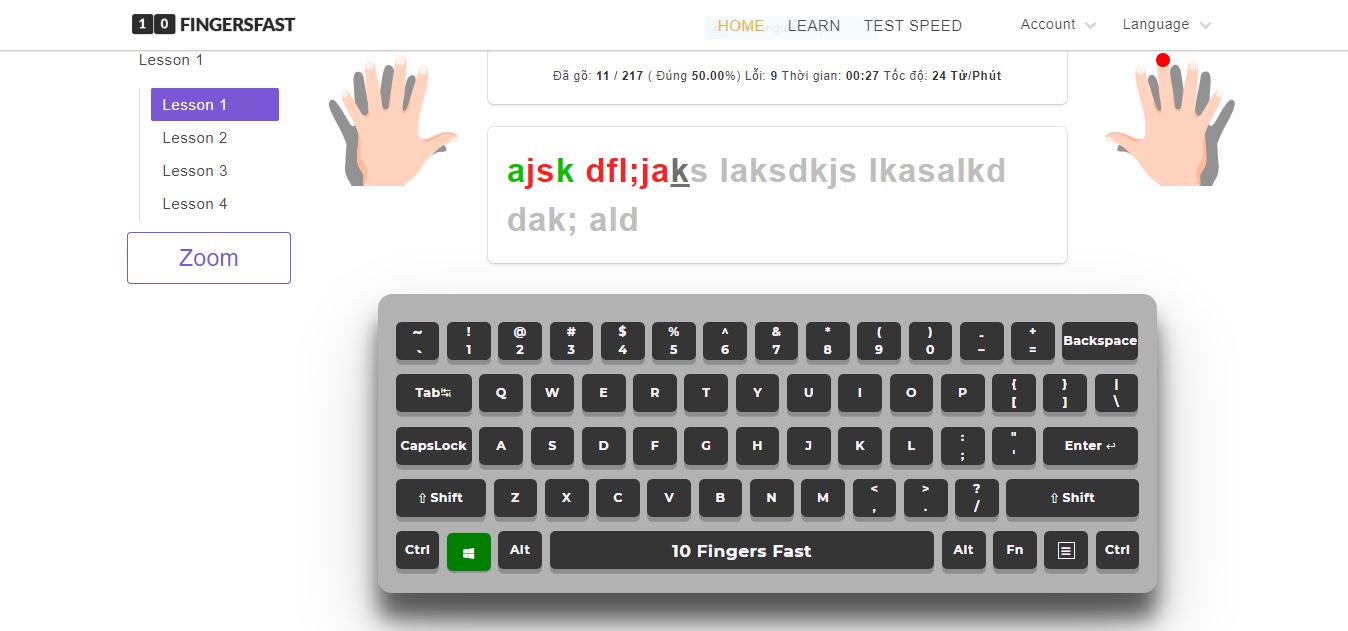 10 FINGERSFAST HOME LEARN TEST SPEED Account Language
Lesson 1
Lesson 1
Lesson 2
Lesson 3
Lesson 4
Zoom
Đã gõ: 11 / 217 ( Đúng 50.00%) Lỗi: 9 Thời gian: 00:27 Tốc độ: 24 Từ/Phút
ajsk dfl;jaks laksdkjs lkasalkd
dak; ald
~ ! @ # $ % ^ & * ( ) - +
` 1 2 3 4 5 6 7 8 9 0 – = Backspace
Tab↹ Q W E R T Y U I O P { [ } ] | \
CapsLock A S D F G H J K L : ; " ' Enter ↩
⇧ Shift Z X C V B N M < , > . ? / ⇧ Shift
Ctrl Alt 10 Fingers Fast Alt Fn Ctrl